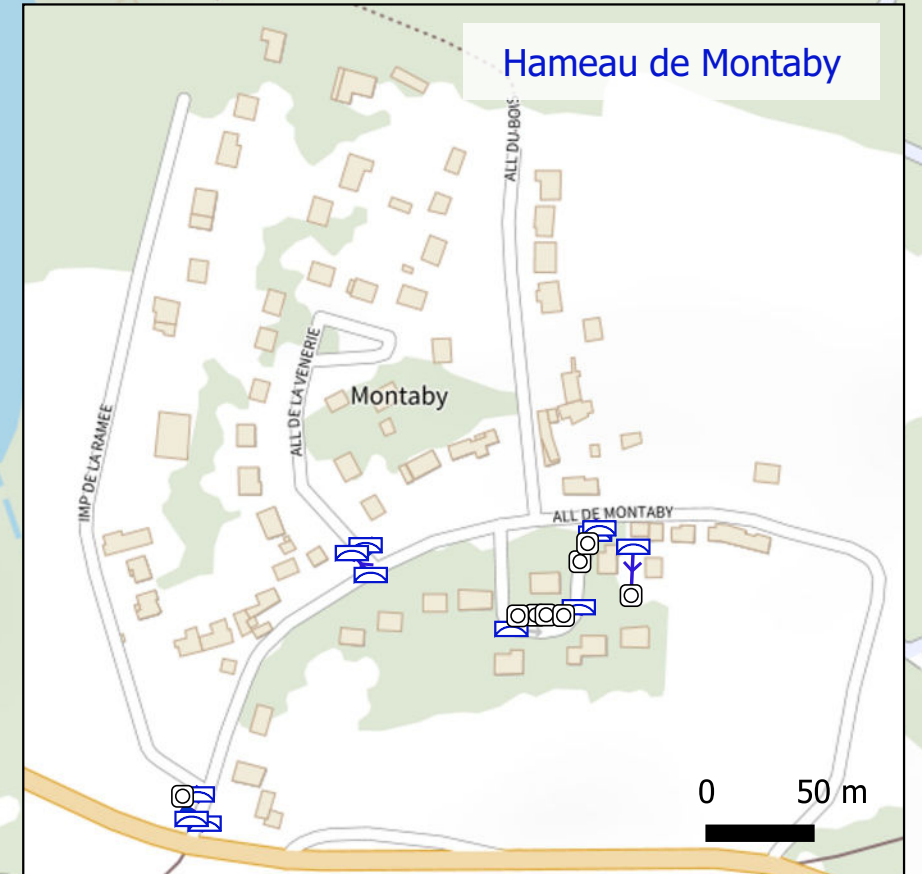 Hameau de Montaby
ALL DU BOIS
ALL DE LA VENERIE
Montaby
IMP DE LA RAMEE
ALL DE MONTABY
0 50 m